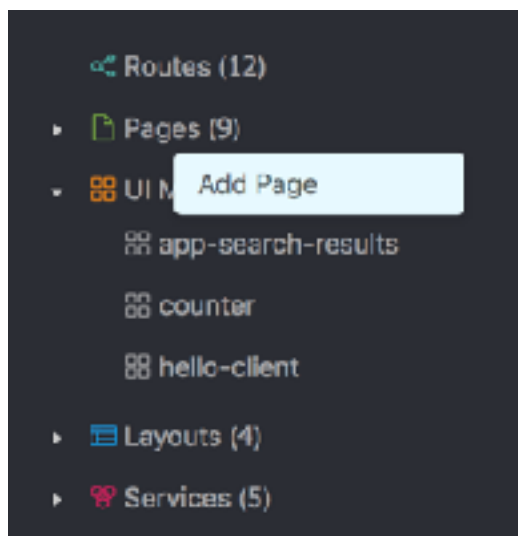 Routes (12)
Pages (9)
Add Page
UI M
app-search-results
counter
hello-client
Layouts (4)
Services (5)